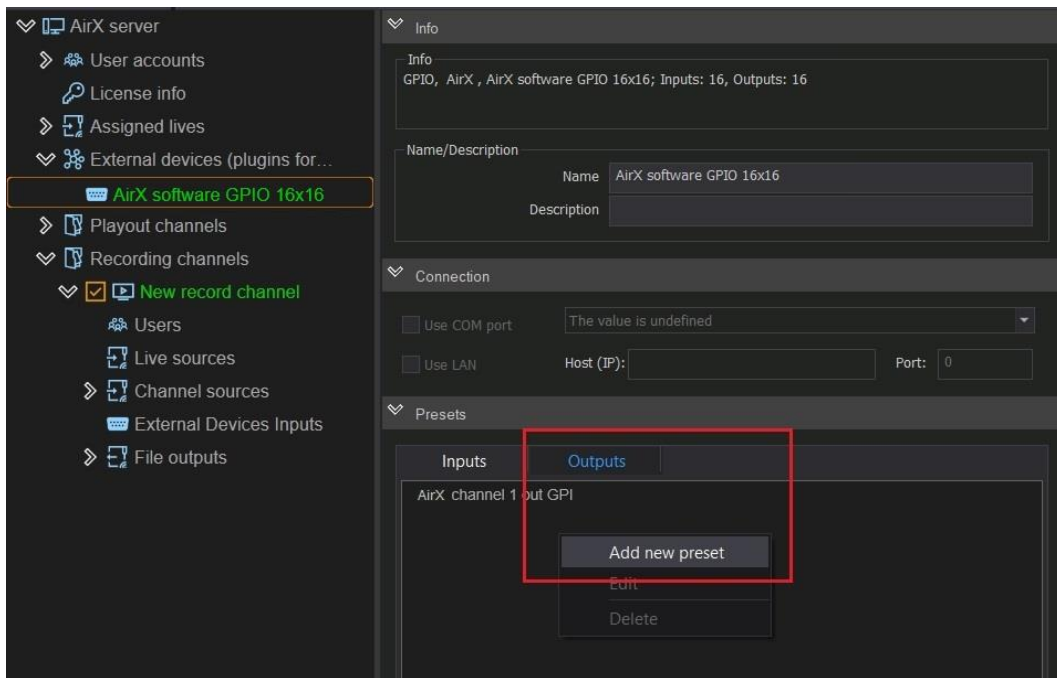 AirX server
User accounts
License info
Assigned lives
External devices (plugins for...
AirX software GPIO 16x16
Playout channels
Recording channels
New record channel
Users
Live sources
Channel sources
External Devices Inputs
File outputs
Info
Info
GPIO, AirX , AirX software GPIO 16x16; Inputs: 16, Outputs: 16
Name/Description
Name AirX software GPIO 16x16
Description
Connection
Use COM port The value is undefined
Use LAN Host (IP): Port: 0
Presets
Inputs Outputs
AirX channel 1 out GPI
Add new preset
Edit
Delete